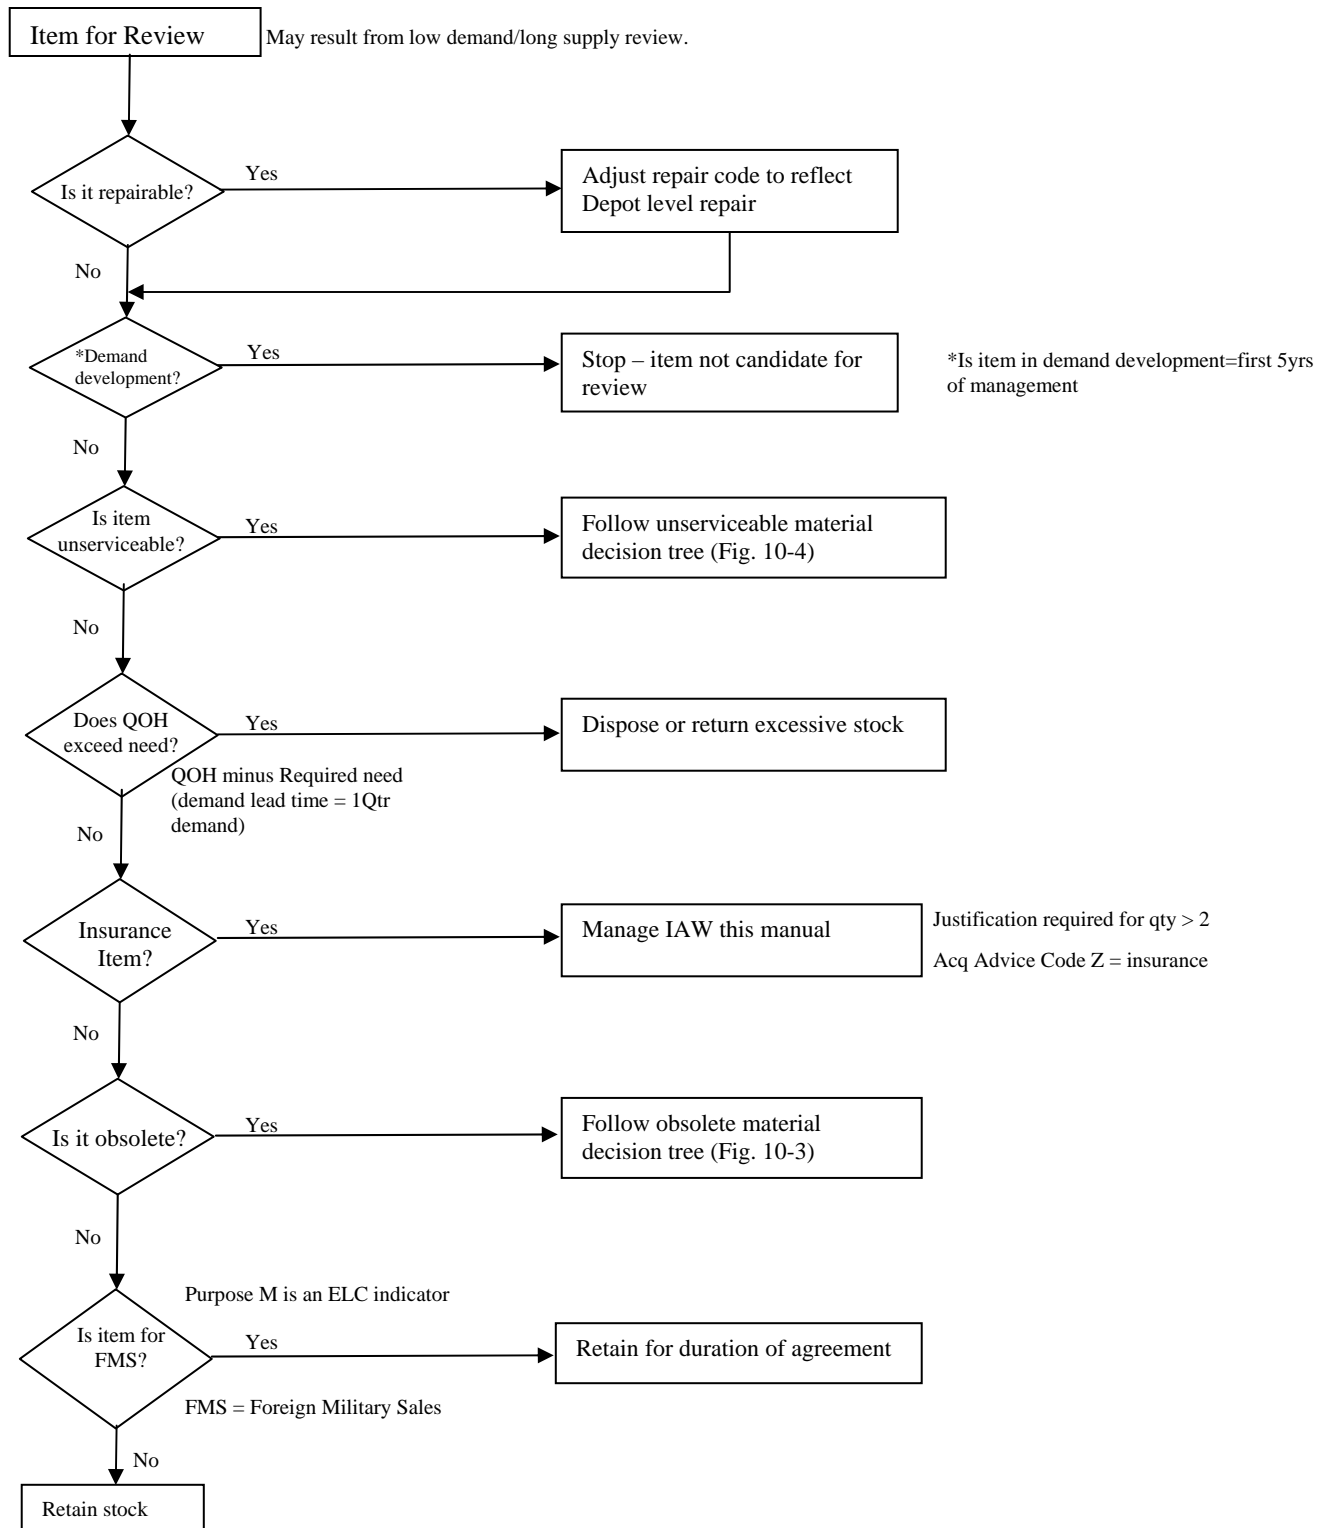 Item for Review
May result from low demand/long supply review.
Is it repairable?
Yes
Adjust repair code to reflect
Depot level repair
No
*Demand
development?
Yes
Stop – item not candidate for
review
*Is item in demand development=first 5yrs
of management
No
Is item
unserviceable?
Yes
Follow unserviceable material
decision tree (Fig. 10-4)
No
Does QOH
exceed need?
Yes
Dispose or return excessive stock
QOH minus Required need
(demand lead time = 1Qtr
demand)
No
Insurance
Item?
Yes
Manage IAW this manual
Justification required for qty > 2
Acq Advice Code Z = insurance
No
Is it obsolete?
Yes
Follow obsolete material
decision tree (Fig. 10-3)
No
Purpose M is an ELC indicator
Is item for
FMS?
Yes
Retain for duration of agreement
FMS = Foreign Military Sales
No
Retain stock